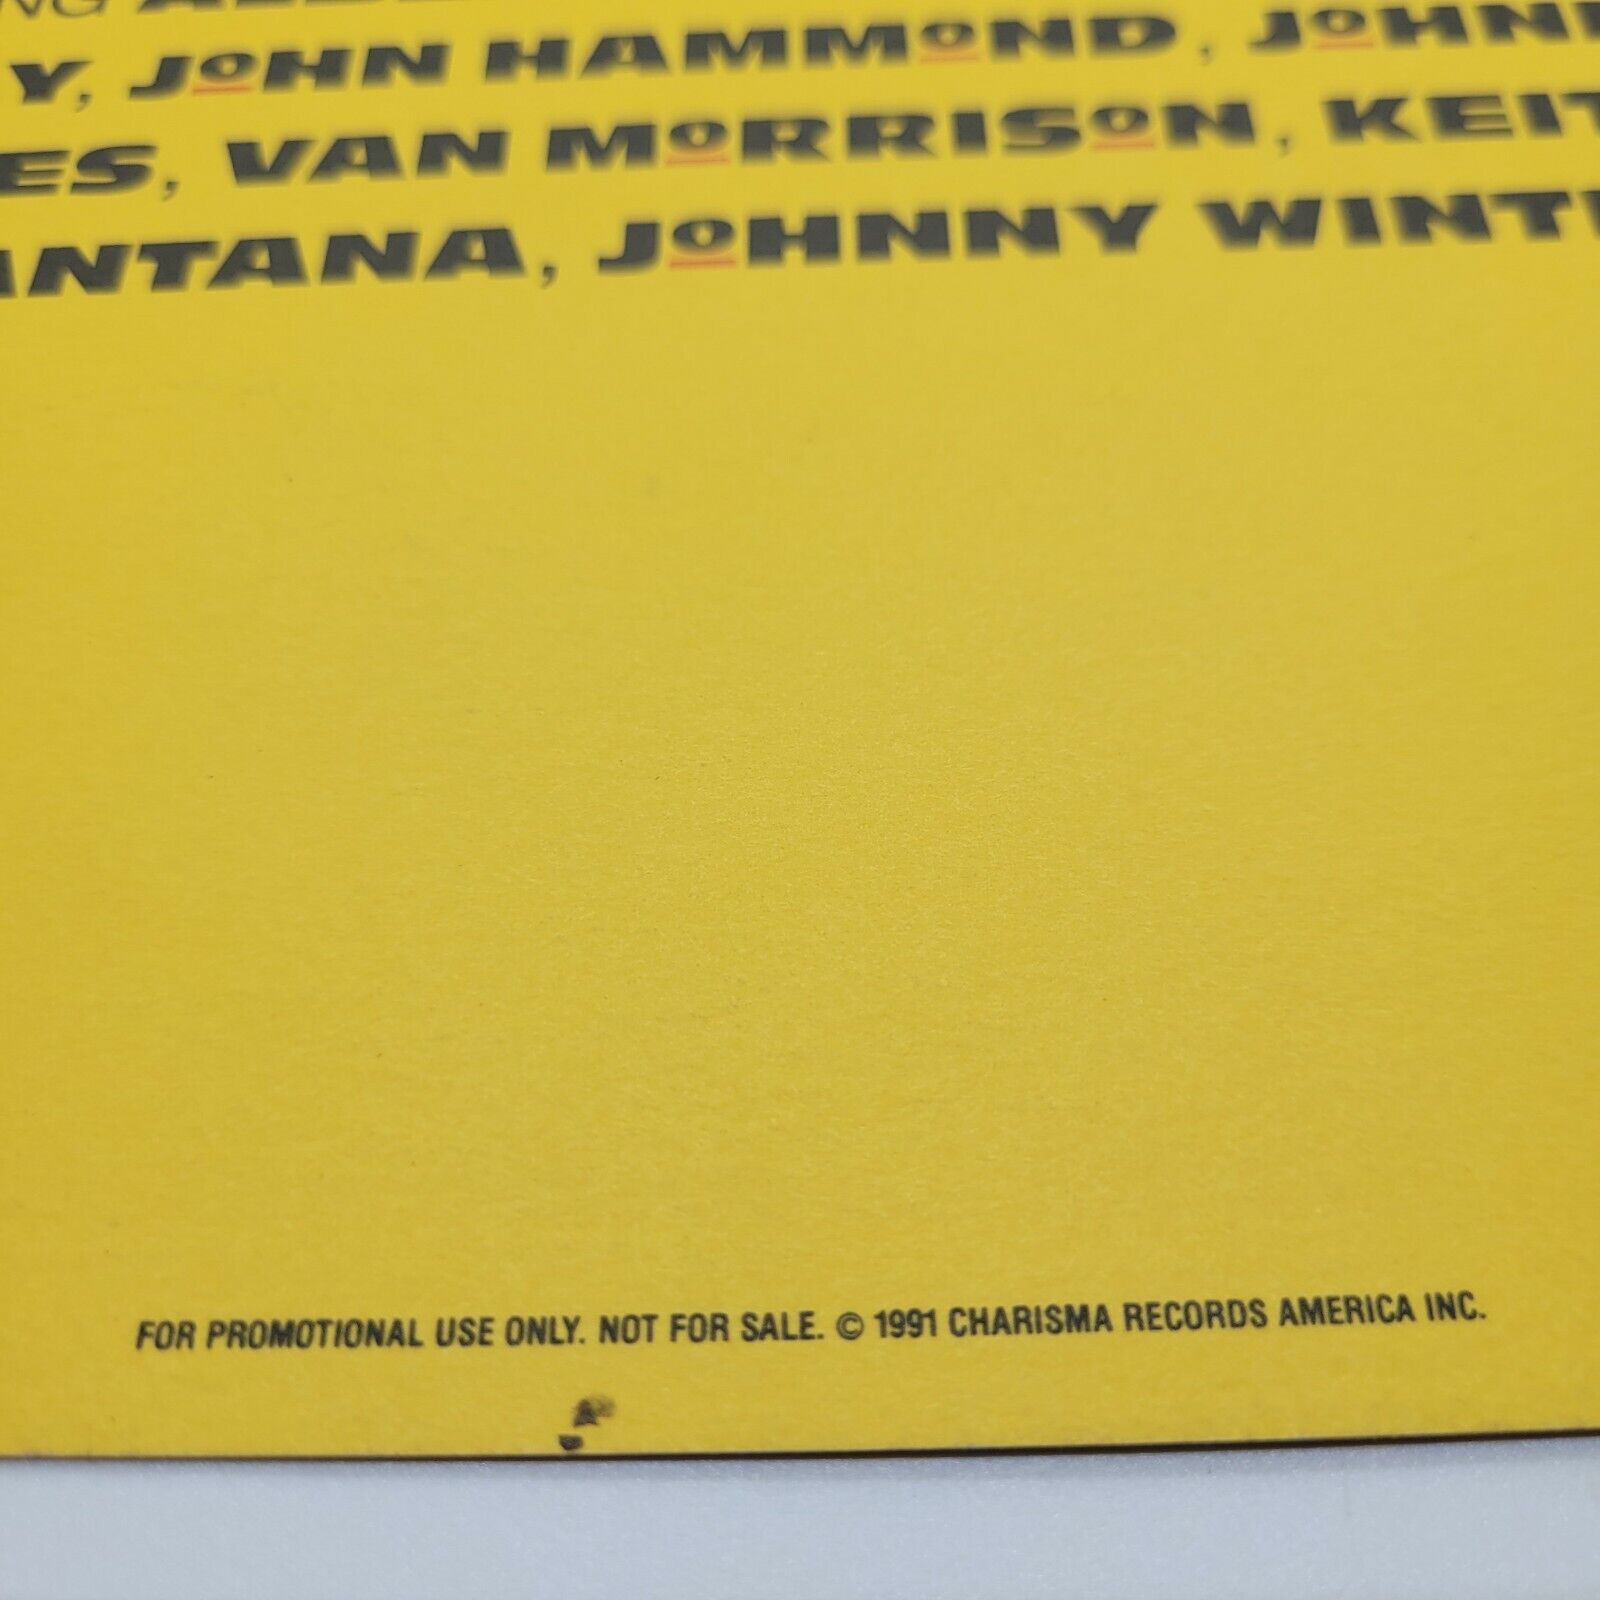 Y, JOHN HAMMOND, JOHN
ES, VAN MORRISON, KEIT
ANTANA, JOHNNY WINT
FOR PROMOTIONAL USE ONLY. NOT FOR SALE. © 1991 CHARISMA RECORDS AMERICA INC.